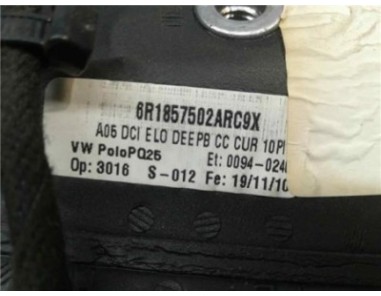 6R1857502ARC9X
A05 DCI ELO DEEPB CC CUR 10PI
VW PoloPQ25 Et: 0094-024
Op: 3016 S-012 Fe: 19/11/10